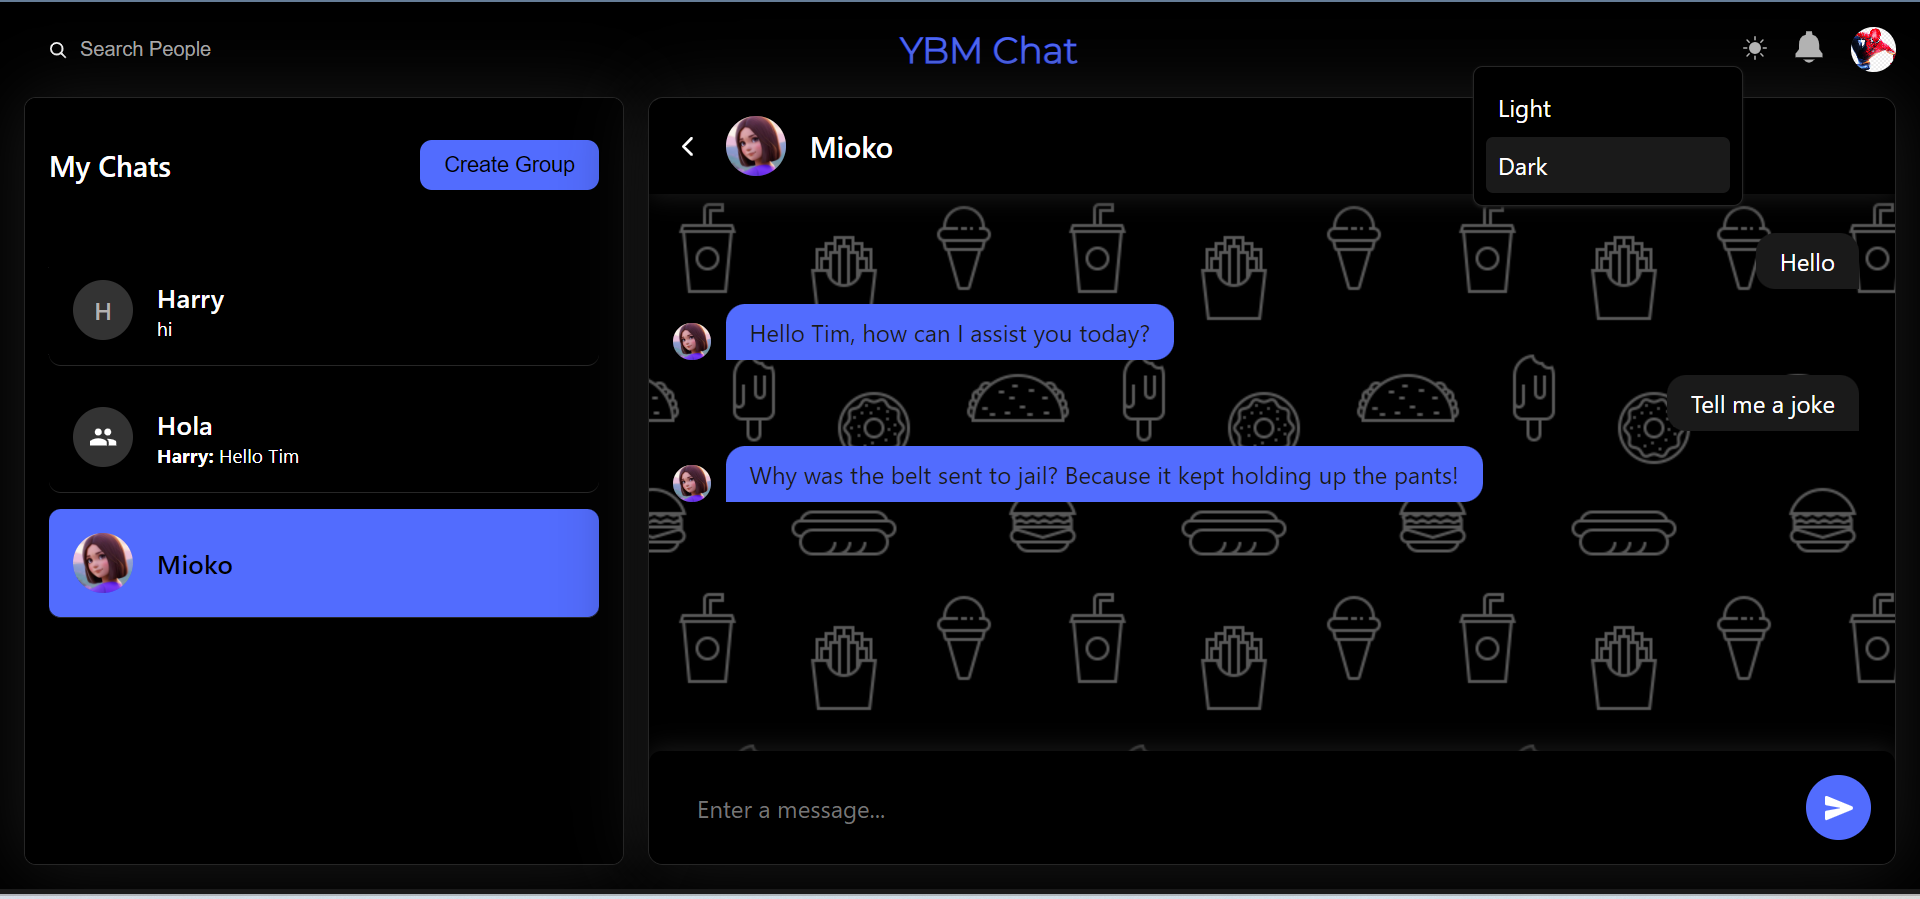 Search People
YBM Chat
Light
Dark
My Chats
Create Group
H
Harry
hi
Hola
Harry: Hello Tim
Mioko
Mioko
Hello
Hello Tim, how can I assist you today?
Tell me a joke
Why was the belt sent to jail? Because it kept holding up the pants!
Enter a message...